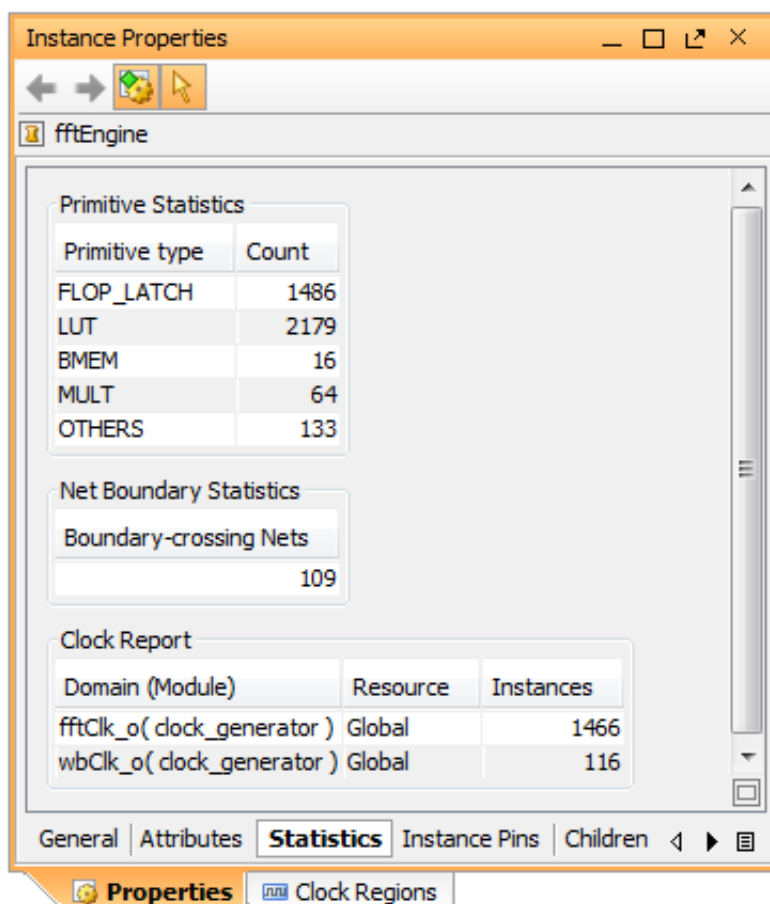 Instance Properties
fftEngine
Primitive Statistics
Primitive type Count
FLOP_LATCH 1486
LUT 2179
BMEM 16
MULT 64
OTHERS 133
Net Boundary Statistics
Boundary-crossing Nets
109
Clock Report
Domain (Module) Resource Instances
fftClk_o( clock_generator ) Global 1466
wbClk_o( clock_generator ) Global 116
General Attributes Statistics Instance Pins Children
Properties Clock Regions